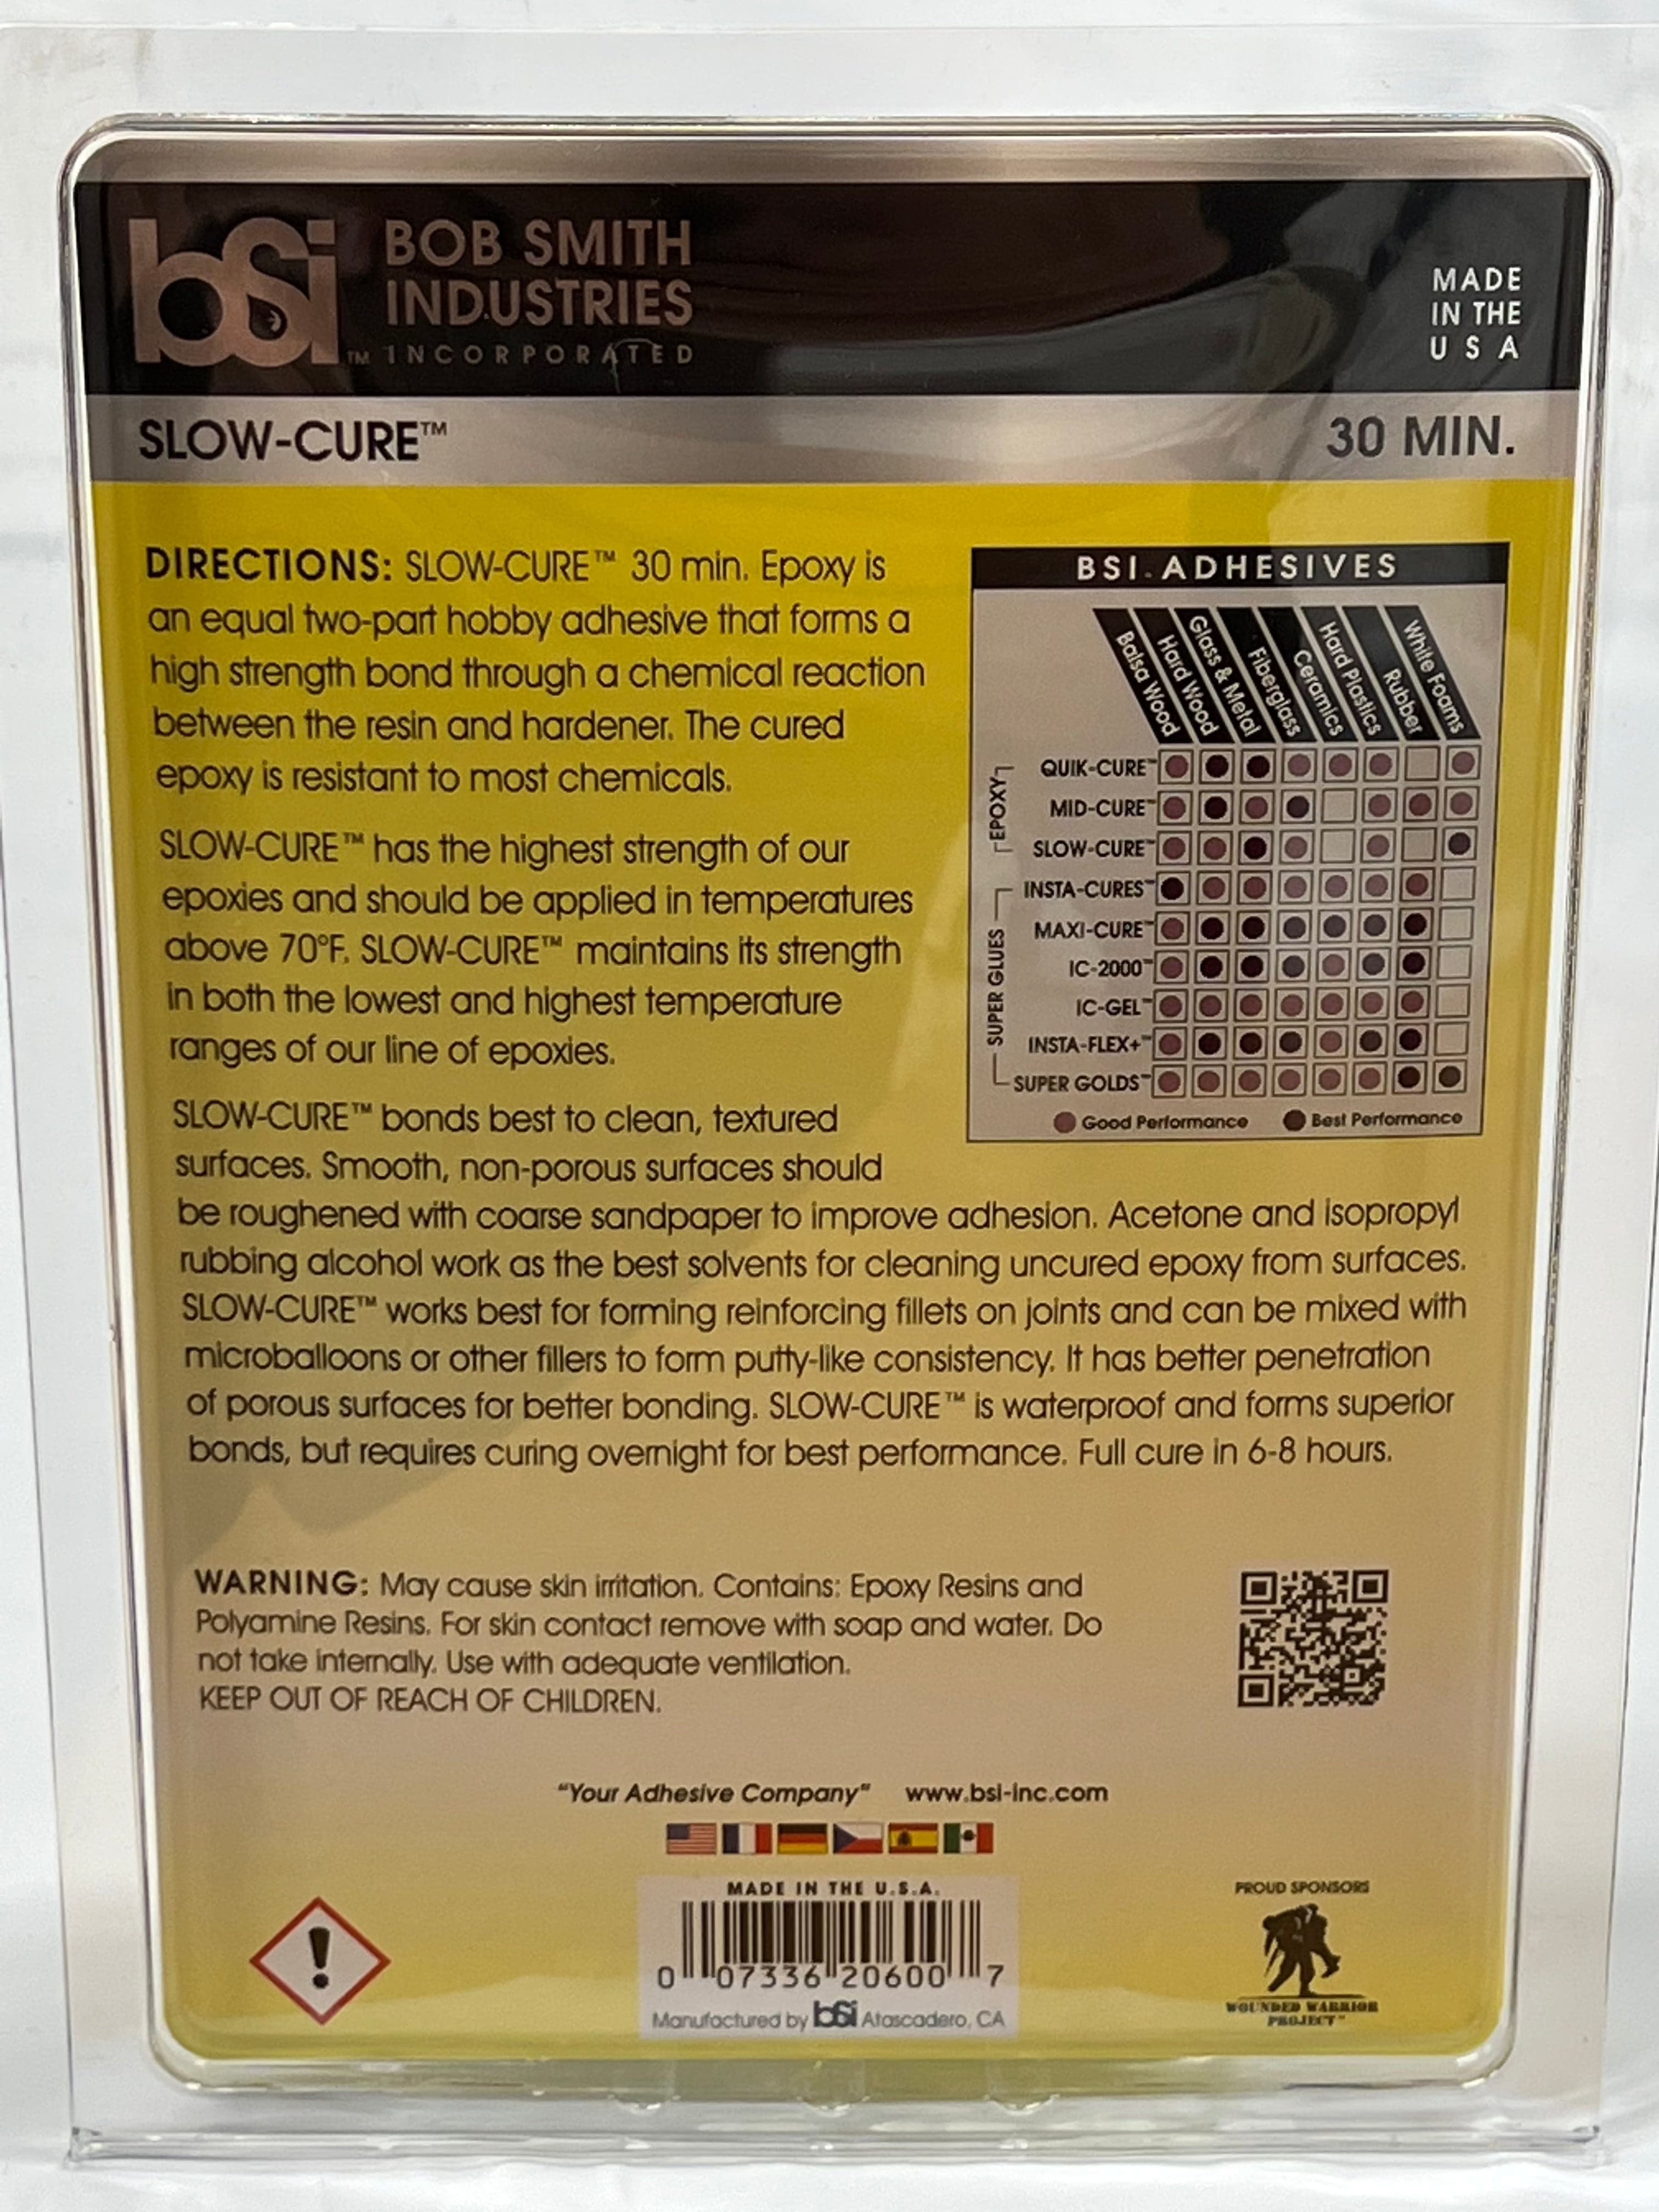 bsi™ BOB SMITH
INDUSTRIES
INCORPORATED
MADE
IN THE
USA
SLOW-CURE™
30 MIN.
DIRECTIONS: SLOW-CURE™ 30 min. Epoxy is
an equal two-part hobby adhesive that forms a
high strength bond through a chemical reaction
between the resin and hardener. The cured
epoxy is resistant to most chemicals.
SLOW-CURE™ has the highest strength of our
epoxies and should be applied in temperatures
above 70°F. SLOW-CURE™ maintains its strength
in both the lowest and highest temperature
ranges of our line of epoxies.
SLOW-CURE™ bonds best to clean, textured
surfaces. Smooth, non-porous surfaces should
be roughened with coarse sandpaper to improve adhesion. Acetone and isopropyl
rubbing alcohol work as the best solvents for cleaning uncured epoxy from surfaces.
SLOW-CURE™ works best for forming reinforcing fillets on joints and can be mixed with
microballoons or other fillers to form putty-like consistency. It has better penetration
of porous surfaces for better bonding. SLOW-CURE™ is waterproof and forms superior
bonds, but requires curing overnight for best performance. Full cure in 6-8 hours.
BSI ADHESIVES
Balsa Wood
Hard Wood
Glass & Metal
Fiberglass
Ceramics
Hard Plastics
Rubber
White Foams
EPOXY
QUIK-CURE™
MID-CURE™
SLOW-CURE™
SUPER GLUES
INSTA-CURES™
MAXI-CURE™
IC-2000™
IC-GEL™
INSTA-FLEX+™
SUPER GOLDS™
Good Performance
Best Performance
WARNING: May cause skin irritation. Contains: Epoxy Resins and
Polyamine Resins. For skin contact remove with soap and water. Do
not take internally. Use with adequate ventilation.
KEEP OUT OF REACH OF CHILDREN.
"Your Adhesive Company" www.bsi-inc.com
MADE IN THE U.S.A.
0 07336 20600 7
Manufactured by bsi Atascadero, CA
PROUD SPONSORS
WOUNDED WARRIOR
PROJECT™